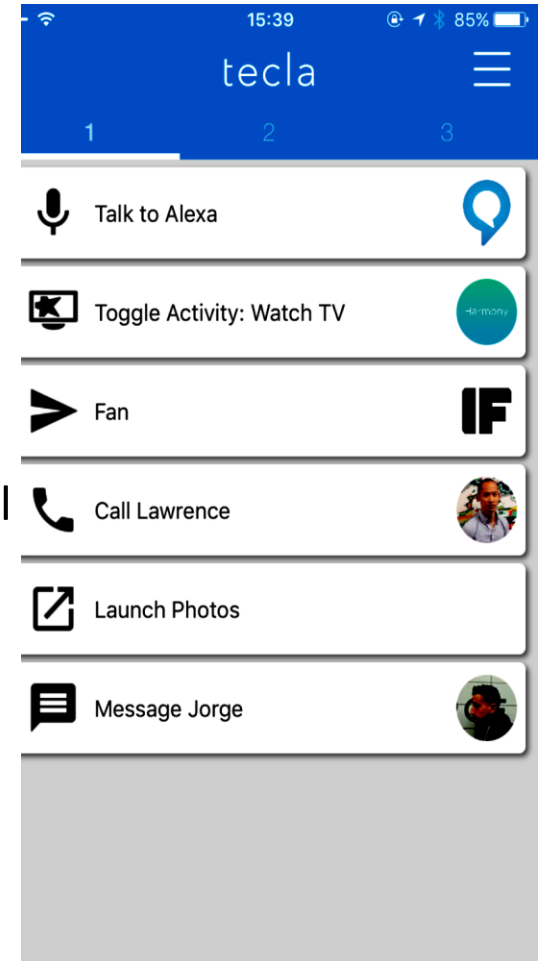 15:39
85%
tecla
1 2 3
Talk to Alexa
Toggle Activity: Watch TV
Harmony
Fan
IF
Call Lawrence
Launch Photos
Message Jorge